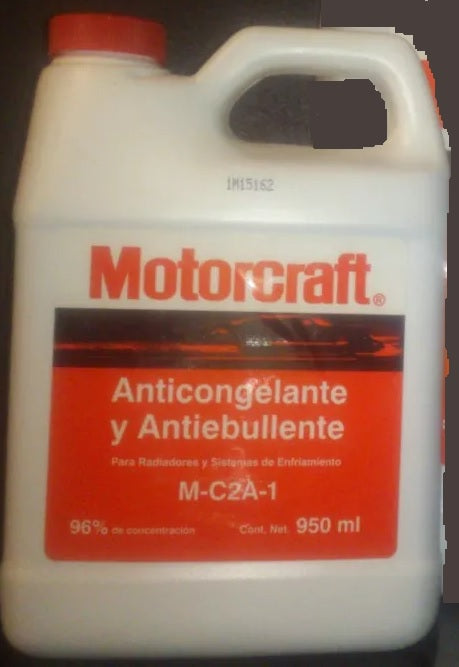 1M15162
Motorcraft®
Anticongelante
y Antiebullente
Para Radiadores y Sistemas de Enfriamiento
M-C2A-1
96% de concentración Cont. Net. 950 ml